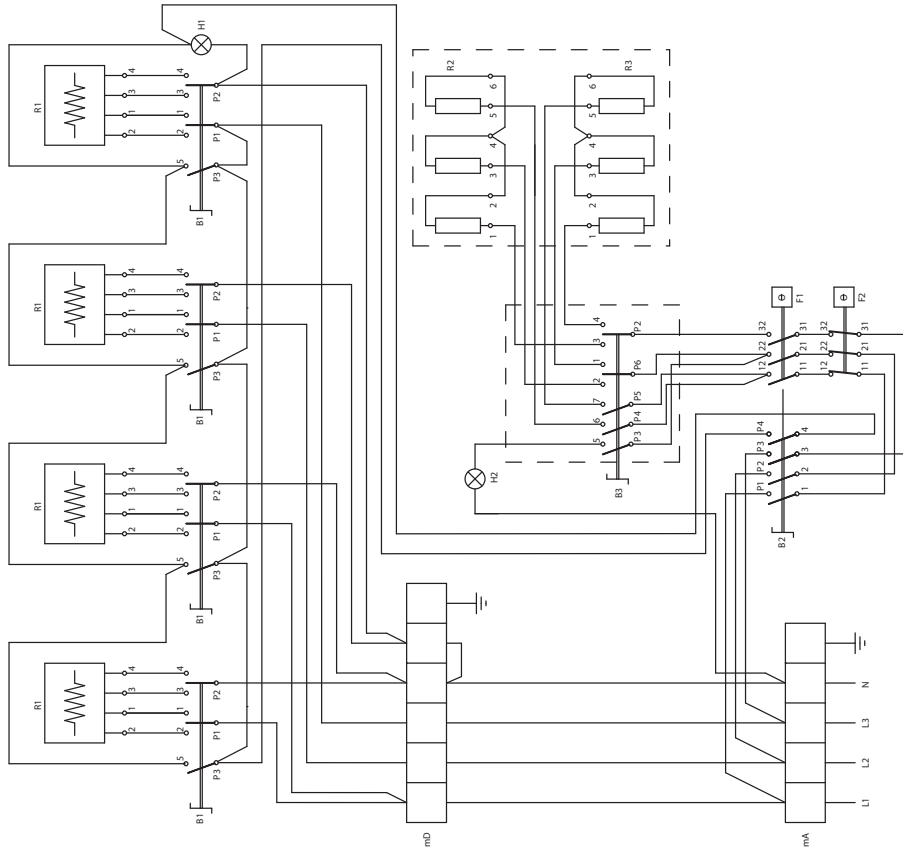 R1 R1 R1 R1
2 1 3 4 2 1 3 4 2 1 3 4 2 1 3 4
5 2 1 3 4 5 2 1 3 4 5 2 1 3 4 5 2 1 3 4
B1 B1 B1 B1 H1
P3 P1 P2 P3 P1 P2 P3 P1 P2 P3 P1 P2
mD
R2
H2 1 2 3 4 5 6
5 6 7 2 1 3 4 1 2 3 4 5 6
B3 R3
P3 P4 P5 P6 P2
P1 P2 P3 P4 12 22 32
B2
mA 1 2 3 4 11 21 31 F1
12 22 32
L1 L2 L3 N 11 21 31 F2